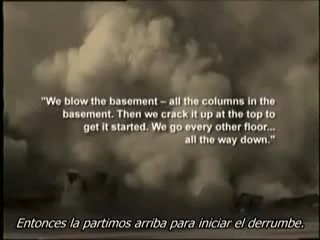 "We blow the basement – all the columns in the
basement. Then we crack it up at the top to
get it started. We go every other floor...
all the way down."
Entonces la partimos arriba para iniciar el derrumbe.